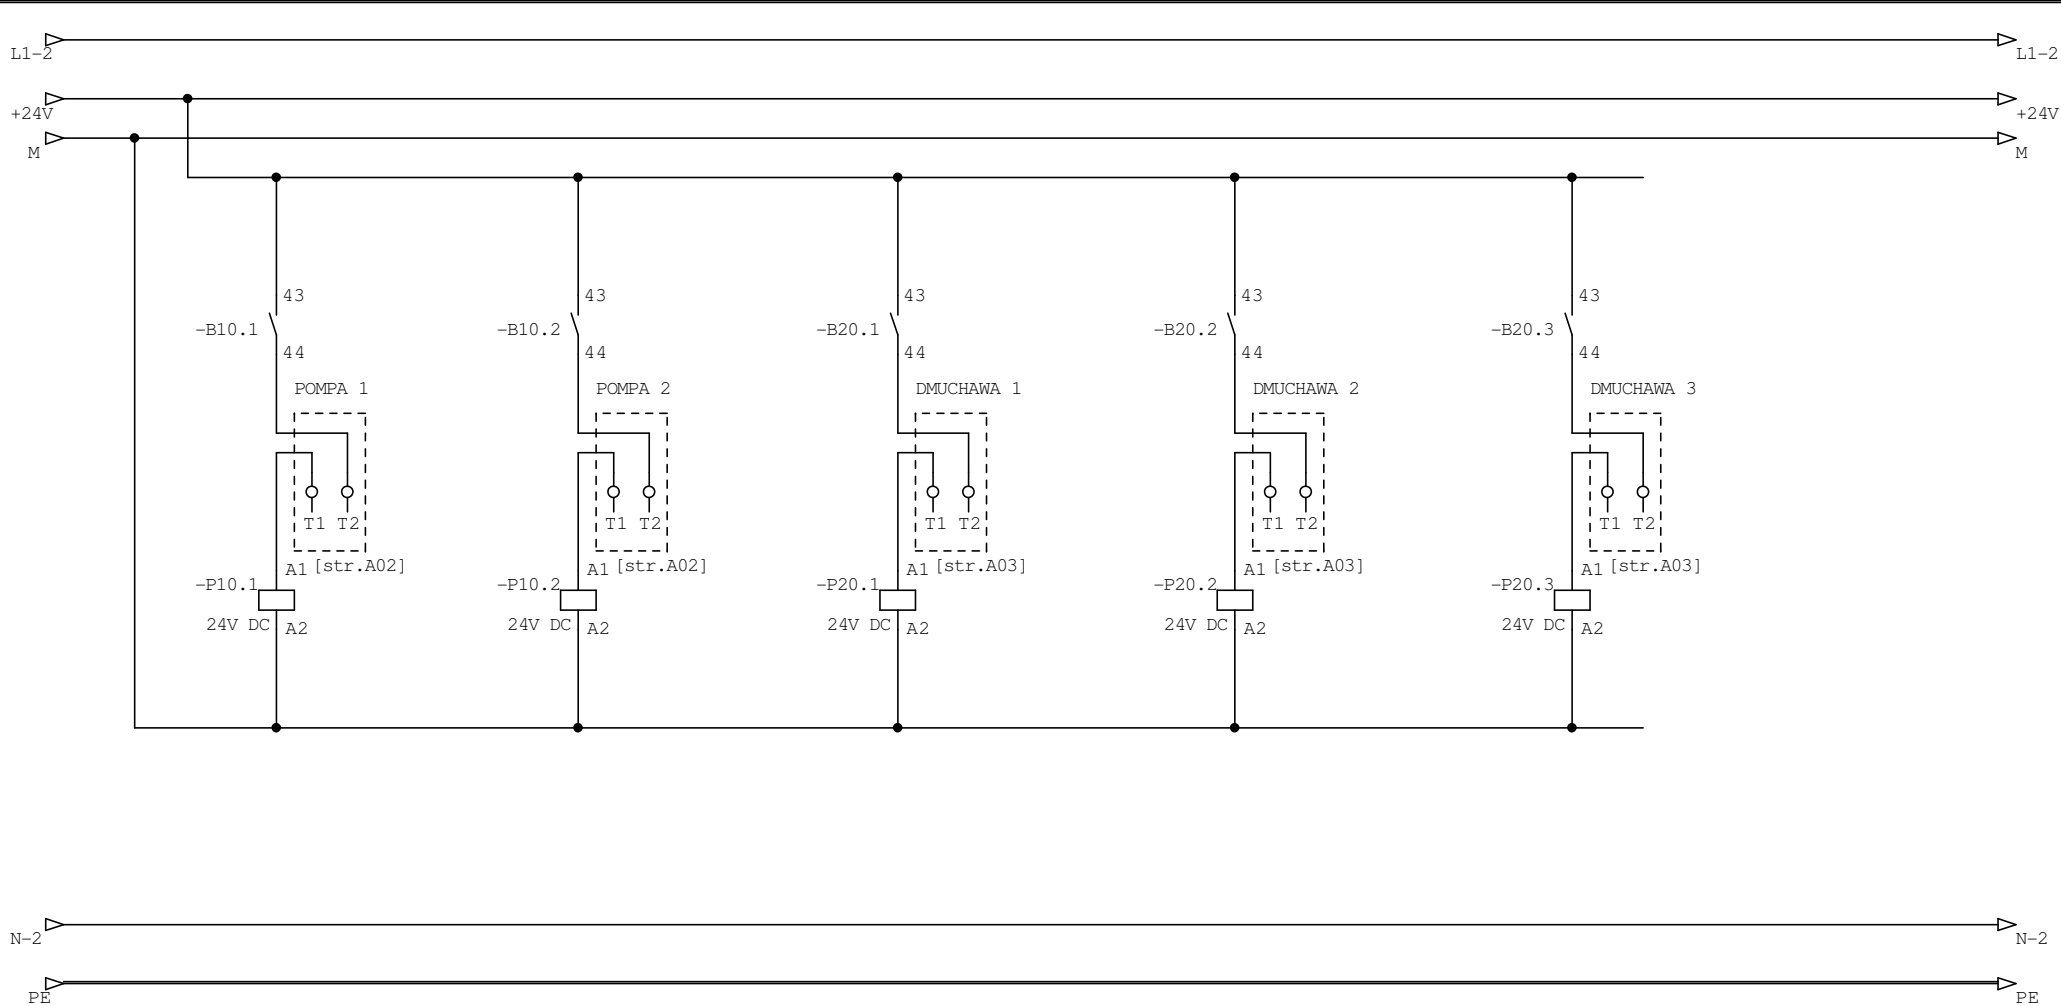 L1-2 L1-2
+24V +24V
M M
43 43 43 43 43
-B10.1 -B10.2 -B20.1 -B20.2 -B20.3
44 44 44 44 44
POMPA 1 POMPA 2 DMUCHAWA 1 DMUCHAWA 2 DMUCHAWA 3
T1 T2 T1 T2 T1 T2 T1 T2 T1 T2
A1 [str.A02] A1 [str.A02] A1 [str.A03] A1 [str.A03] A1 [str.A03]
-P10.1 -P10.2 -P20.1 -P20.2 -P20.3
24V DC A2 24V DC A2 24V DC A2 24V DC A2 24V DC A2
N-2 N-2
PE PE